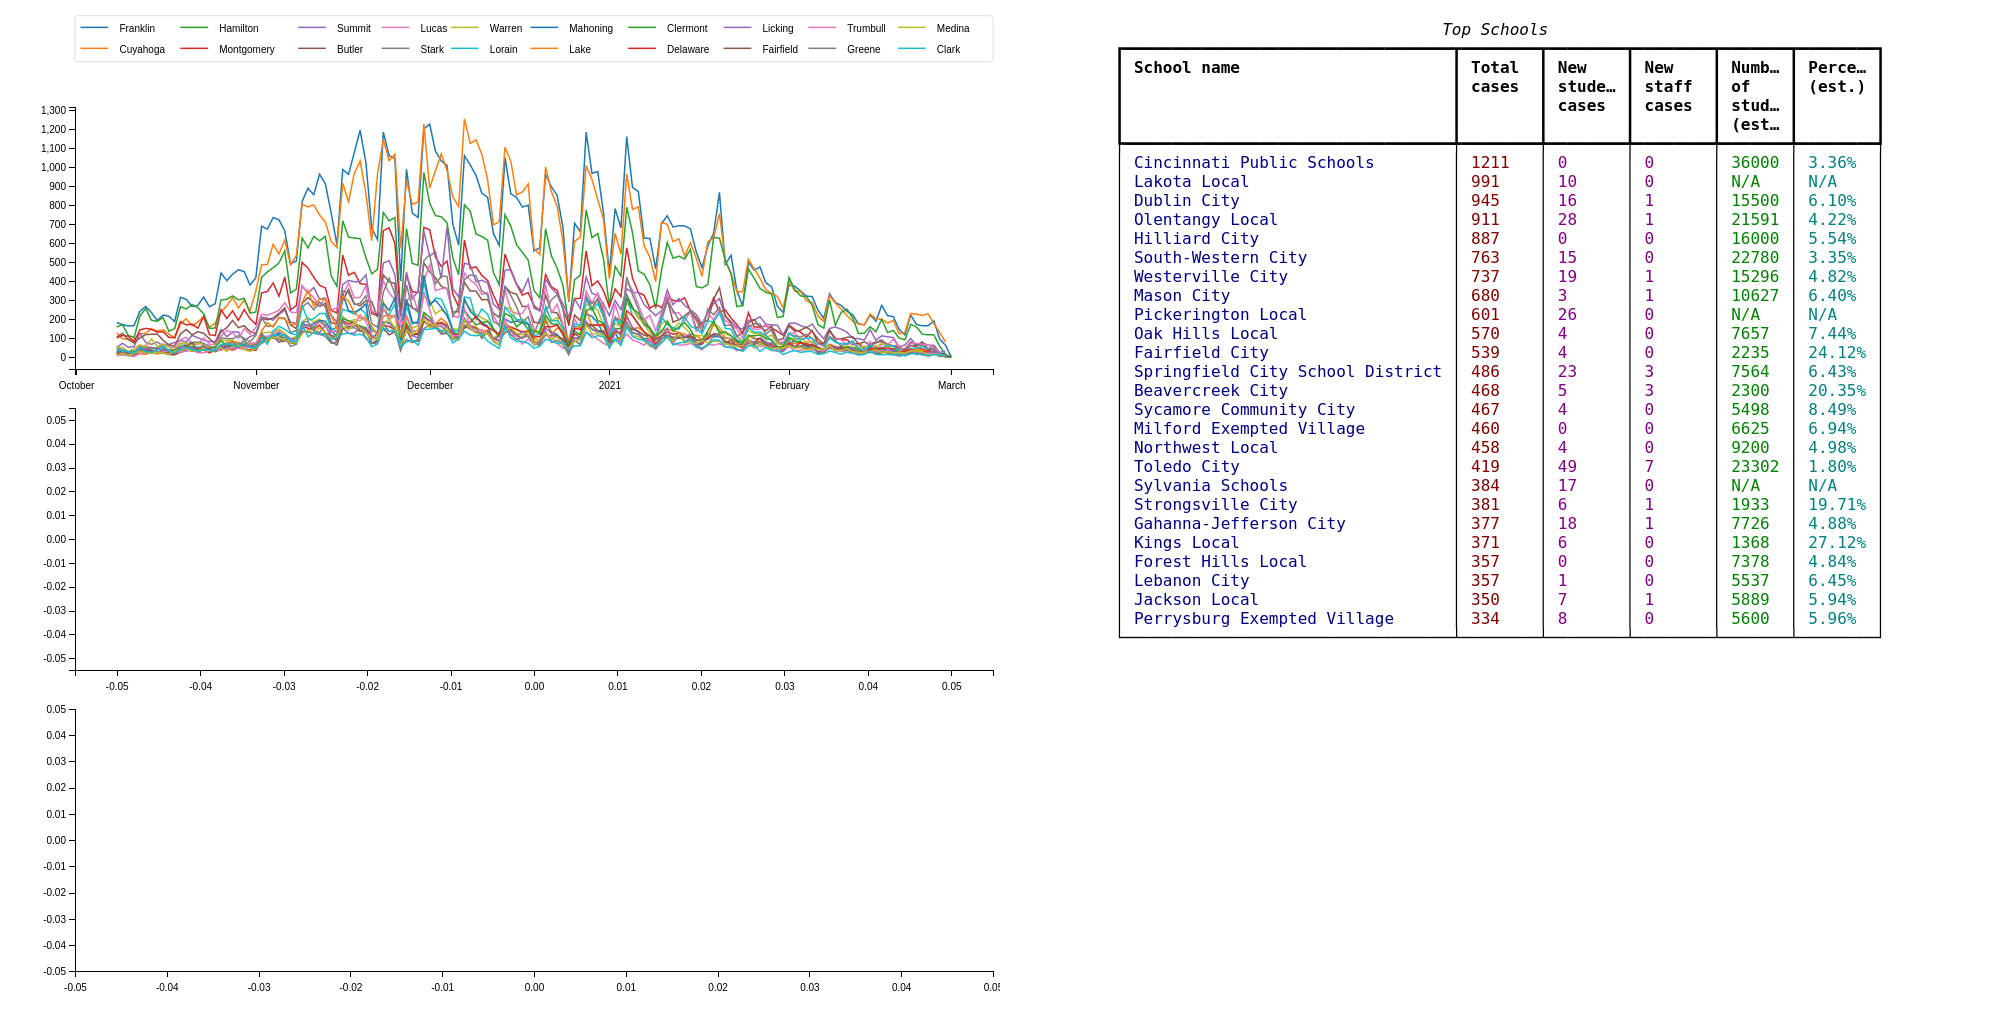 Franklin Hamilton Summit Lucas Warren Mahoning Clermont Licking Trumbull Medina
Cuyahoga Montgomery Butler Stark Lorain Lake Delaware Fairfield Greene Clark
1,300
1,200
1,100
1,000
900
800
700
600
500
400
300
200
100
0
October November December 2021 February March
0.05
0.04
0.03
0.02
0.01
0.00
-0.01
-0.02
-0.03
-0.04
-0.05
-0.05 -0.04 -0.03 -0.02 -0.01 0.00 0.01 0.02 0.03 0.04 0.05
0.05
0.04
0.03
0.02
0.01
0.00
-0.01
-0.02
-0.03
-0.04
-0.05
-0.05 -0.04 -0.03 -0.02 -0.01 0.00 0.01 0.02 0.03 0.04 0.05
Top Schools
School name Total New New Numb… Perce…
cases stude… staff of (est.)
cases cases stud…
(est…
Cincinnati Public Schools 1211 0 0 36000 3.36%
Lakota Local 991 10 0 N/A N/A
Dublin City 945 16 1 15500 6.10%
Olentangy Local 911 28 1 21591 4.22%
Hilliard City 887 0 0 16000 5.54%
South-Western City 763 15 0 22780 3.35%
Westerville City 737 19 1 15296 4.82%
Mason City 680 3 1 10627 6.40%
Pickerington Local 601 26 0 N/A N/A
Oak Hills Local 570 4 0 7657 7.44%
Fairfield City 539 4 0 2235 24.12%
Springfield City School District 486 23 3 7564 6.43%
Beavercreek City 468 5 3 2300 20.35%
Sycamore Community City 467 4 0 5498 8.49%
Milford Exempted Village 460 0 0 6625 6.94%
Northwest Local 458 4 0 9200 4.98%
Toledo City 419 49 7 23302 1.80%
Sylvania Schools 384 17 0 N/A N/A
Strongsville City 381 6 1 1933 19.71%
Gahanna-Jefferson City 377 18 1 7726 4.88%
Kings Local 371 6 0 1368 27.12%
Forest Hills Local 357 0 0 7378 4.84%
Lebanon City 357 1 0 5537 6.45%
Jackson Local 350 7 1 5889 5.94%
Perrysburg Exempted Village 334 8 0 5600 5.96%